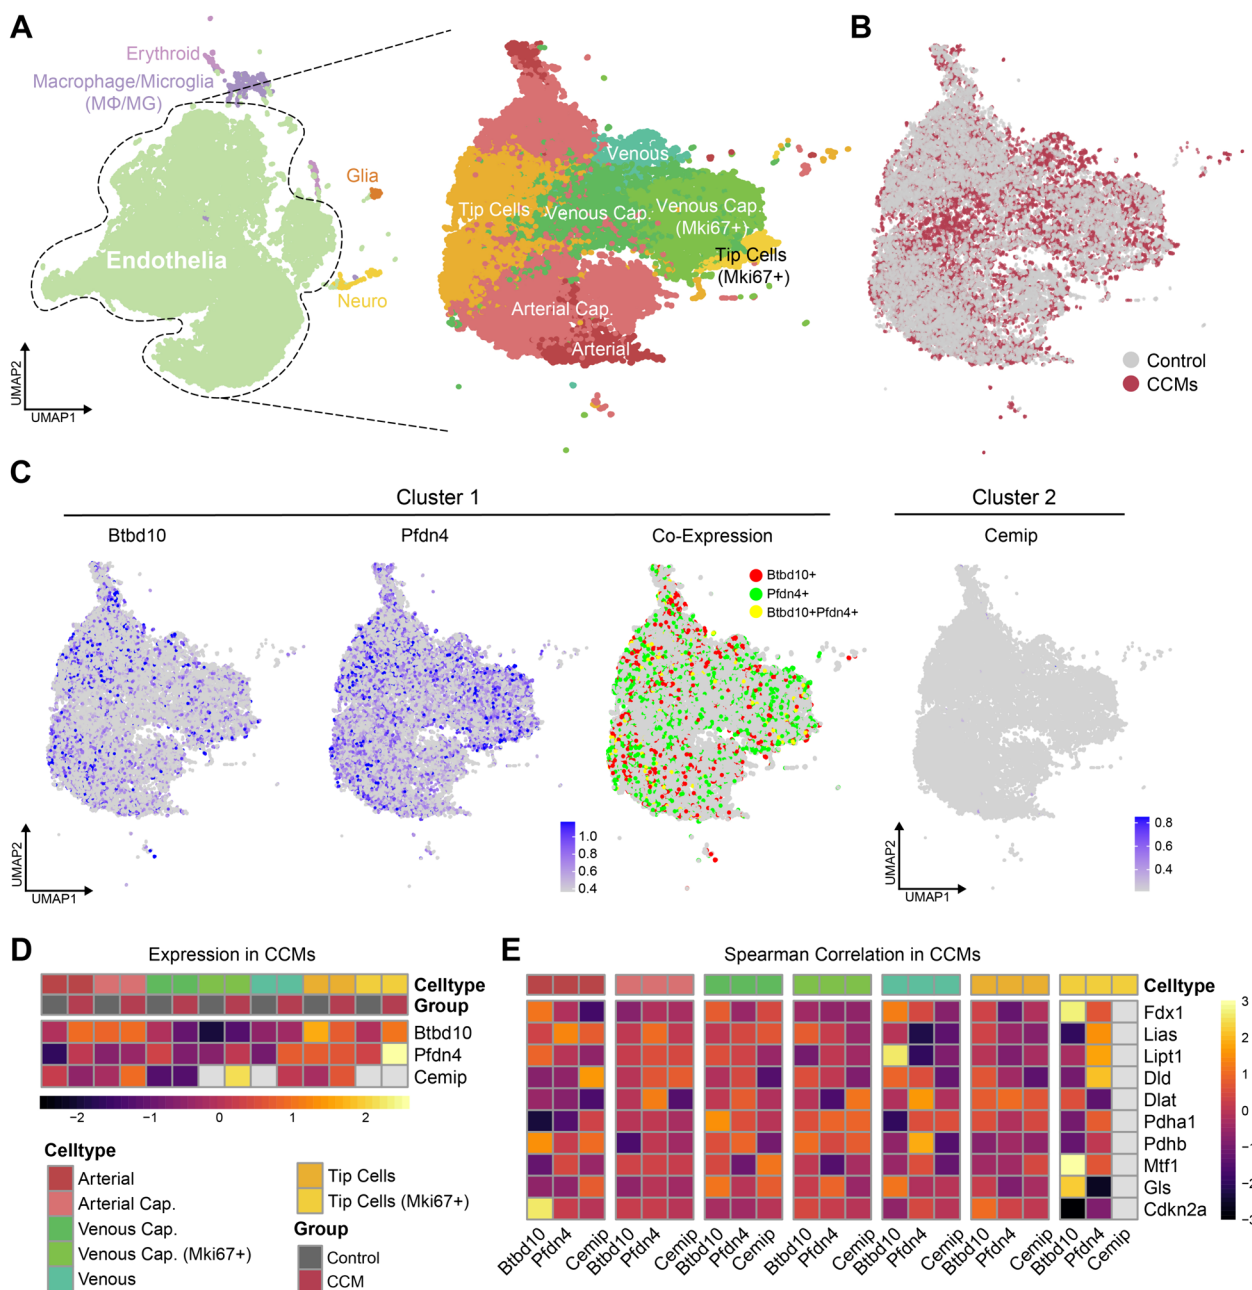 A
Erythroid
Macrophage/Microglia
(MΦ/MG)
Glia
Endothelia
Neuro
UMAP2
UMAP1
Venous
Tip Cells
Venous Cap.
Venous Cap.
(Mki67+)
Tip Cells
(Mki67+)
Arterial Cap.
Arterial
B
Control
CCMs
C
Cluster 1
Cluster 2
Btbd10
Pfdn4
Co-Expression
Cemip
Btbd10+
Pfdn4+
Btbd10+Pfdn4+
UMAP2
UMAP1
1.0
0.8
0.6
0.4
UMAP2
UMAP1
0.8
0.4
D
Expression in CCMs
Celltype
Group
Btbd10
Pfdn4
Cemip
−2 −1 0 1 2
Celltype
Arterial
Arterial Cap.
Venous Cap.
Venous Cap. (Mki67+)
Venous
Tip Cells
Tip Cells (Mki67+)
Group
Control
CCM
E
Spearman Correlation in CCMs
Celltype
Fdx1
Lias
Lipt1
Dld
Dlat
Pdha1
Pdhb
Mtf1
Gls
Cdkn2a
3
2
1
0
−1
−2
−3
Btbd10 Pfdn4 Cemip Btbd10 Pfdn4 Cemip Btbd10 Pfdn4 Cemip Btbd10 Pfdn4 Cemip Btbd10 Pfdn4 Cemip Btbd10 Pfdn4 Cemip Btbd10 Pfdn4 Cemip